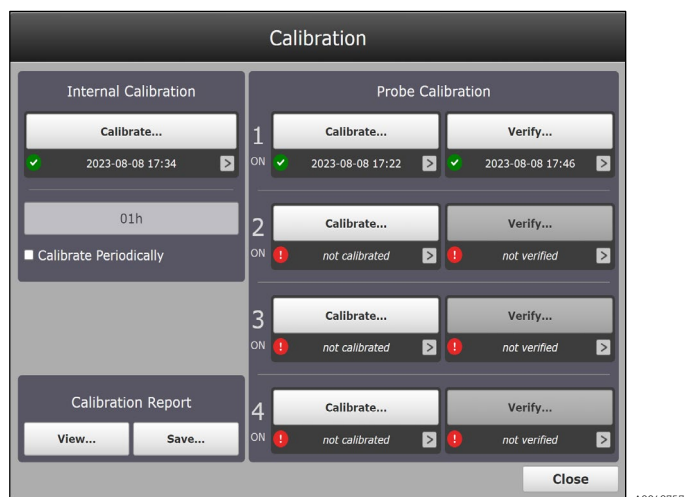 Calibration
Internal Calibration
Calibrate...
2023-08-08 17:34
01h
Calibrate Periodically
Calibration Report
View...
Save...
Probe Calibration
1
ON
Calibrate...
2023-08-08 17:22
Verify...
2023-08-08 17:46
2
ON
Calibrate...
not calibrated
Verify...
not verified
3
ON
Calibrate...
not calibrated
Verify...
not verified
4
ON
Calibrate...
not calibrated
Verify...
not verified
Close